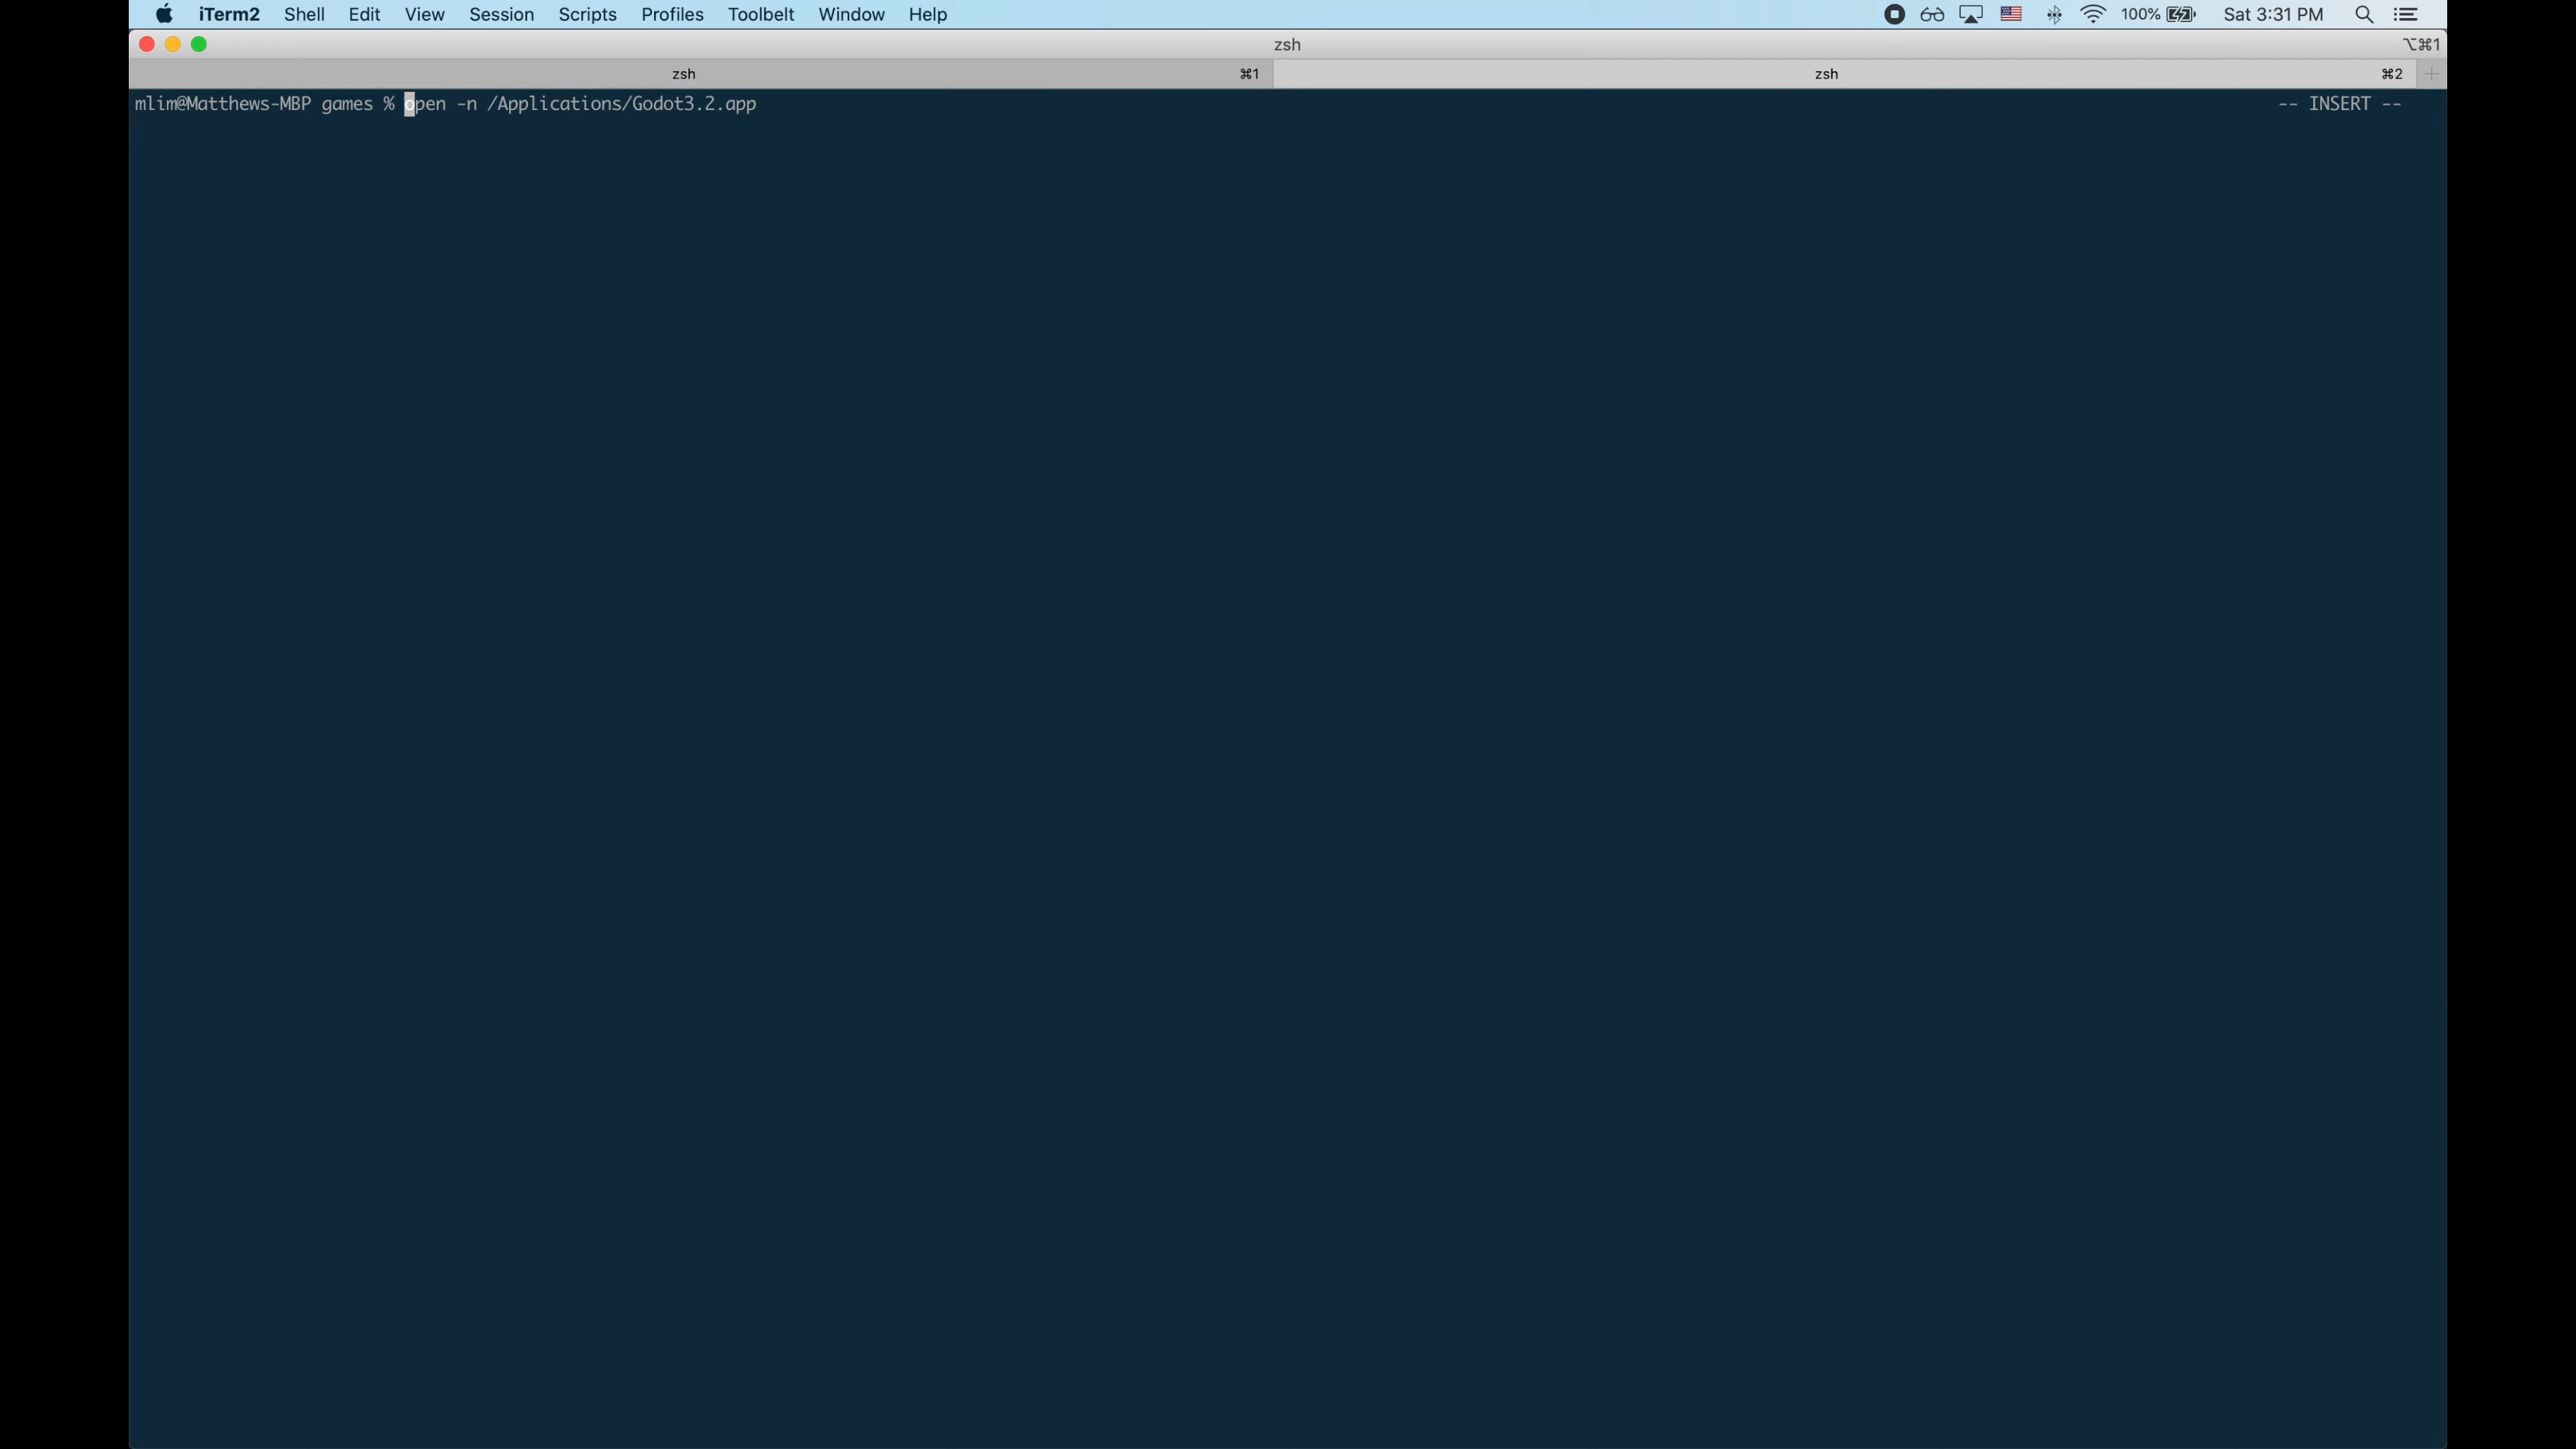 iTerm2 Shell Edit View Session Scripts Profiles Toolbelt Window Help 100% Sat 3:31 PM
zsh ⌥⌘1
zsh ⌘1 zsh ⌘2
mlim@Matthews-MBP games % open -n /Applications/Godot3.2.app -- INSERT --